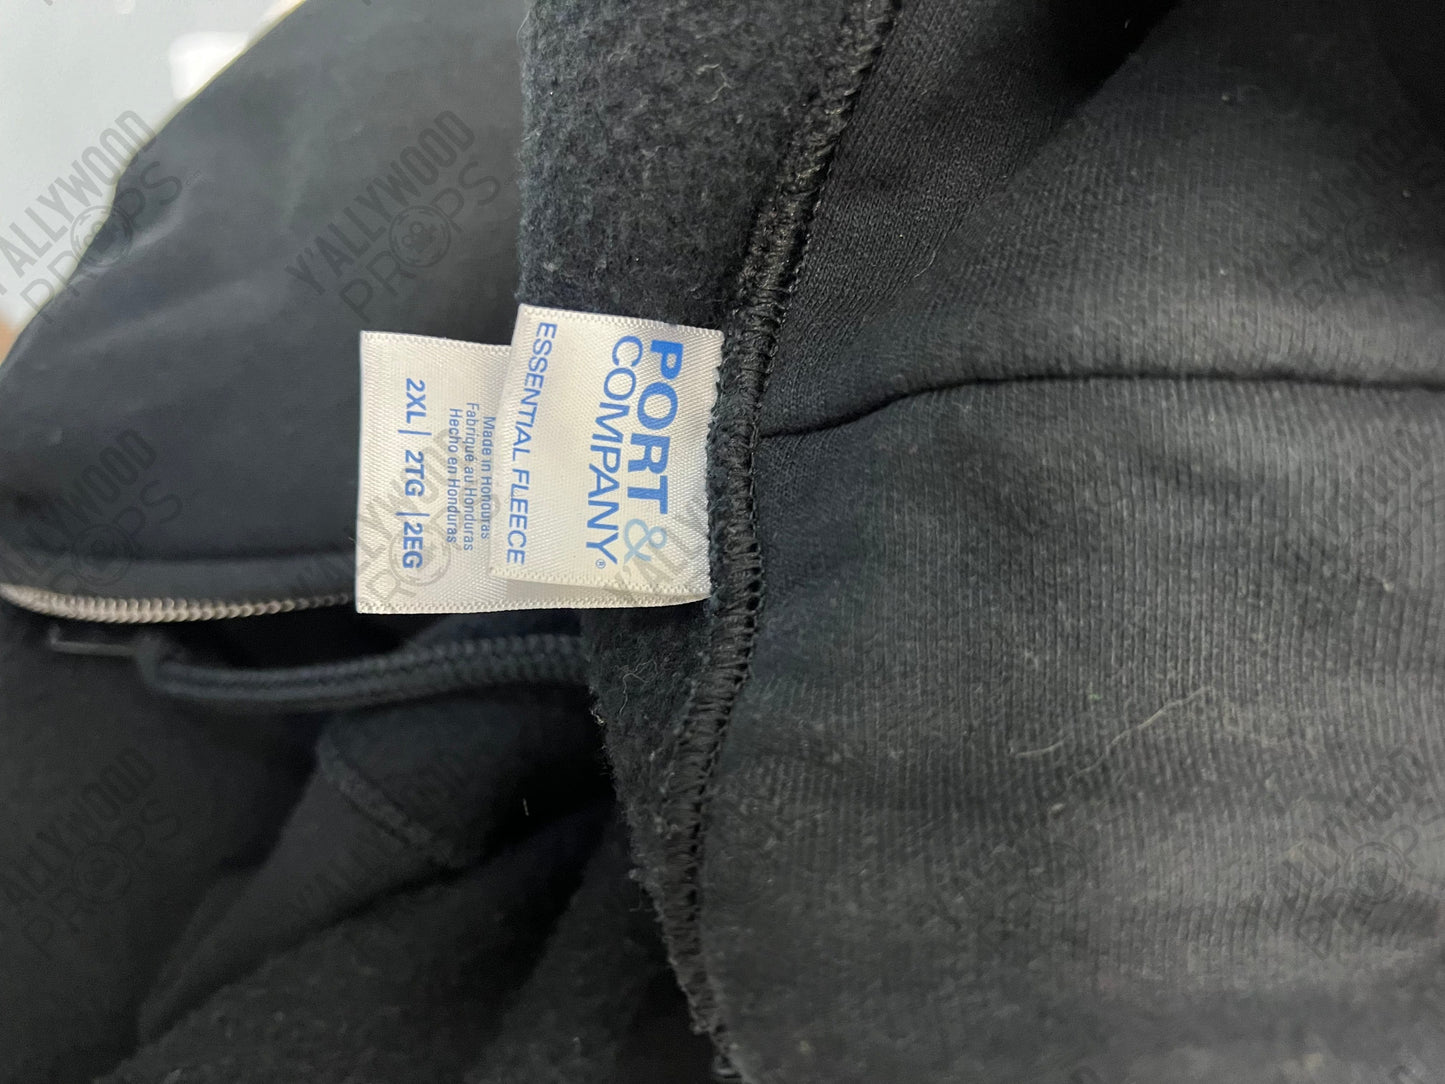 PORT &
COMPANY®
ESSENTIAL FLEECE
Made in Honduras
Fabriqué au Honduras
Hecho en Honduras
2XL | 2TG | 2EG
Y'ALLYWOOD
PROPS